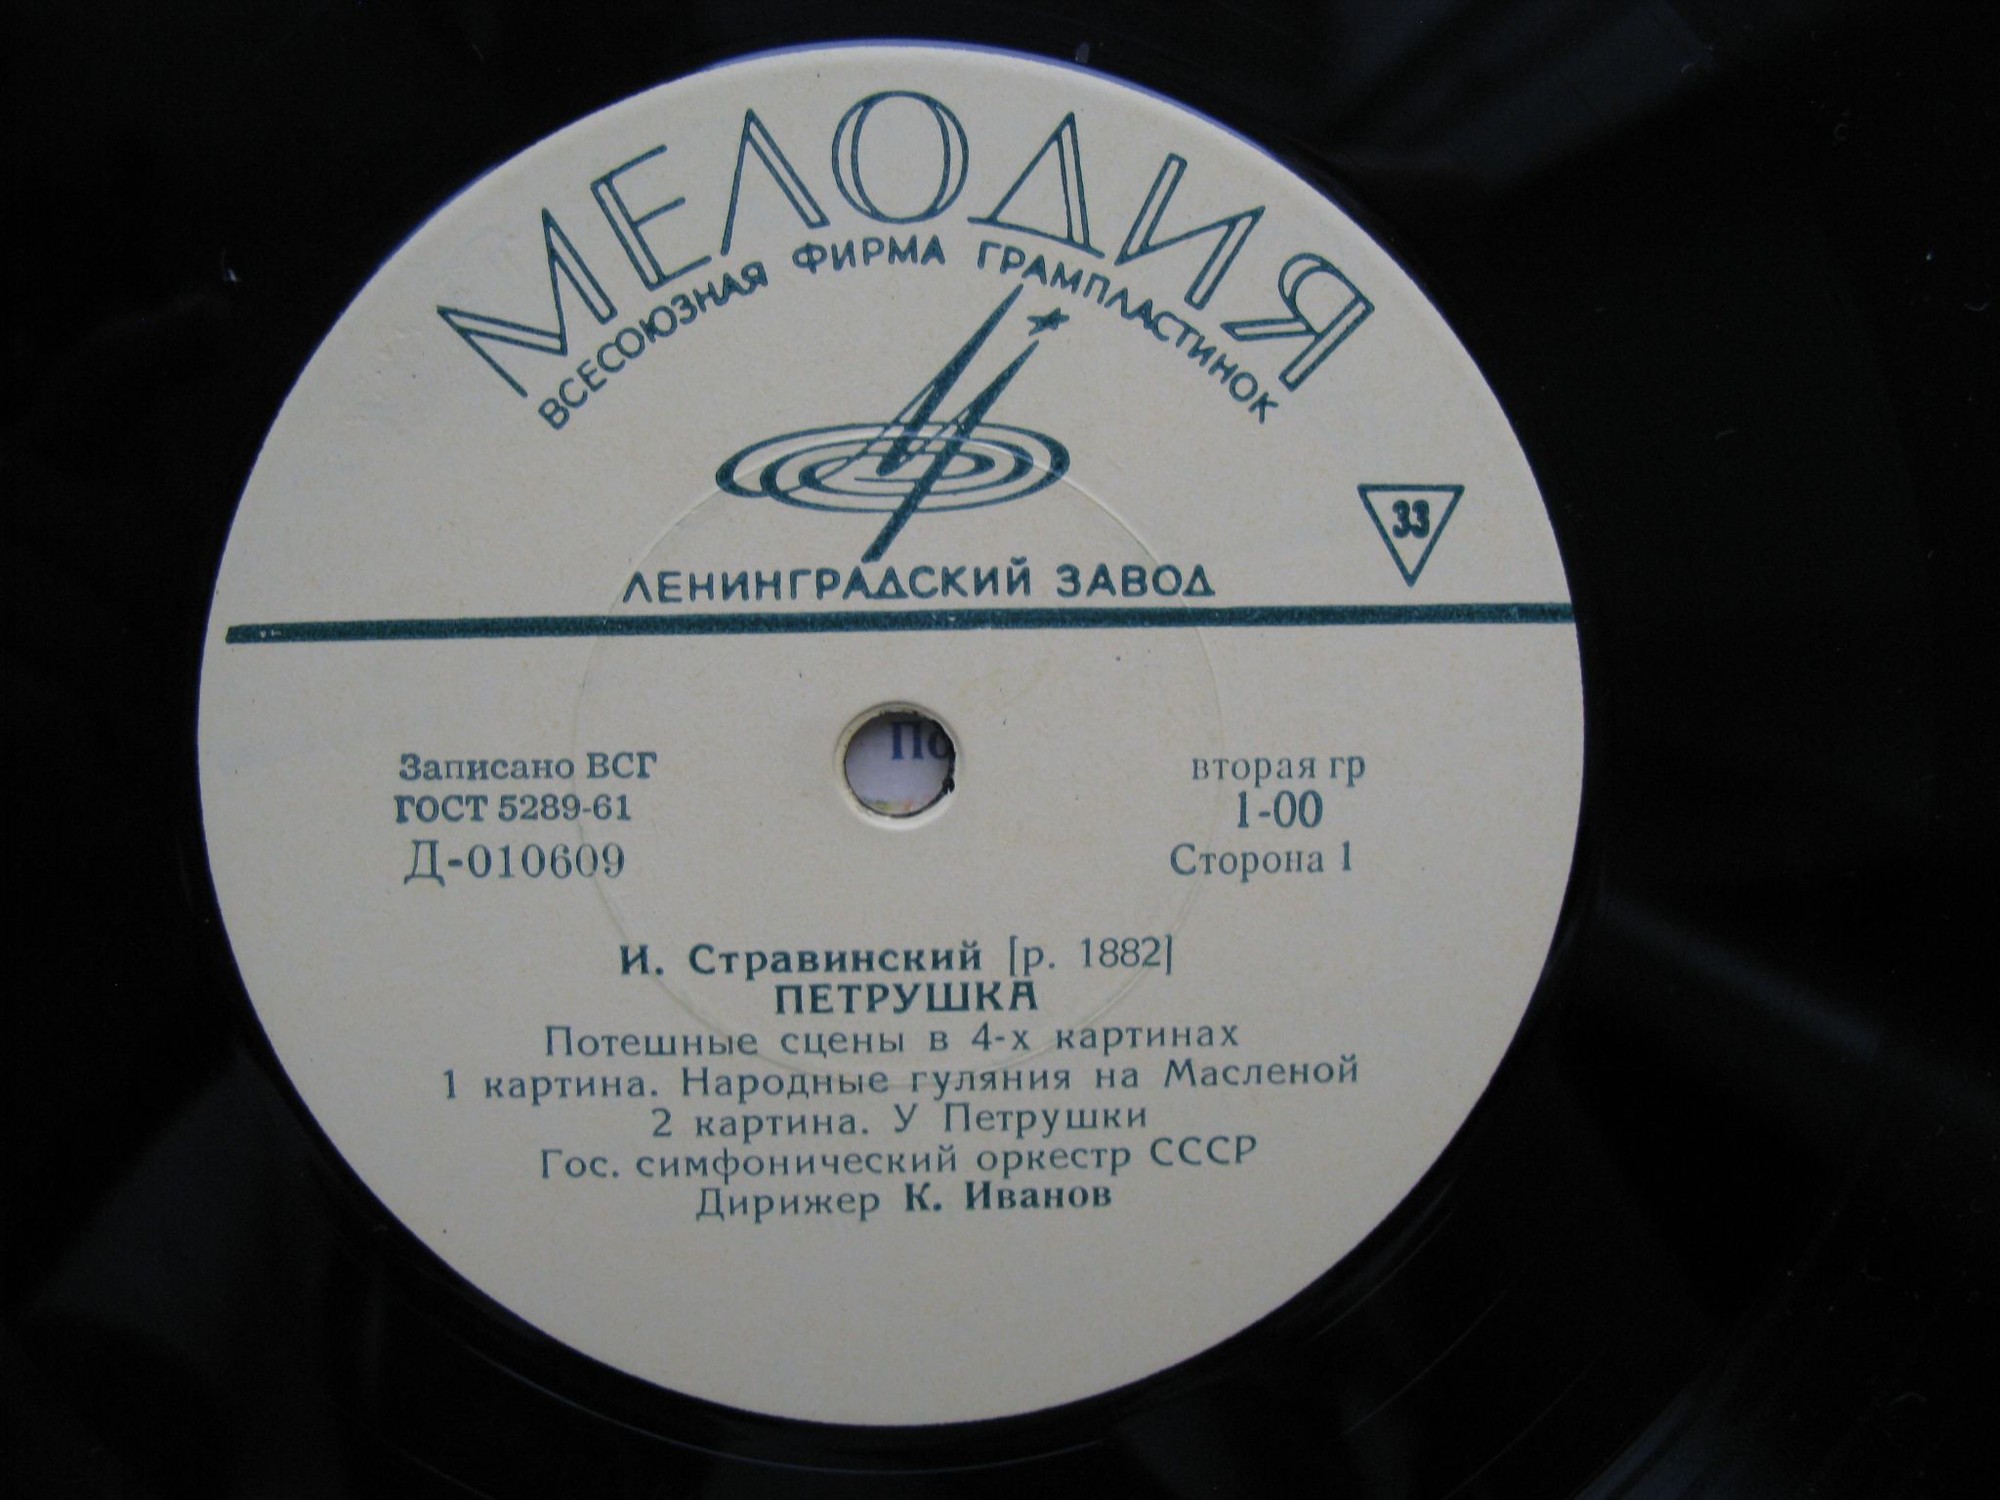 МЕЛОДИЯ
ВСЕСОЮЗНАЯ ФИРМА ГРАМПЛАСТИНОК
33
ЛЕНИНГРАДСКИЙ ЗАВОД
По
Записано ВСГ
ГОСТ 5289-61
Д-010609
вторая гр
1-00
Сторона 1
И. Стравинский [р. 1882]
ПЕТРУШКА
Потешные сцены в 4-х картинах
1 картина. Народные гуляния на Масленой
2 картина. У Петрушки
Гос. симфонический оркестр СССР
Дирижер К. Иванов